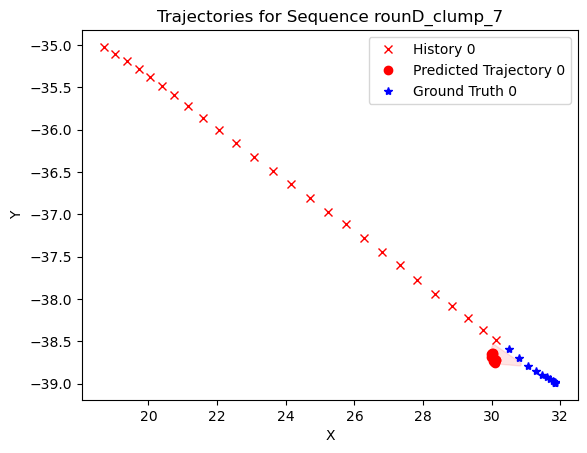 Trajectories for Sequence rounD_clump_7
History 0
Predicted Trajectory 0
Ground Truth 0
Y
−35.0
−35.5
−36.0
−36.5
−37.0
−37.5
−38.0
−38.5
−39.0
20 22 24 26 28 30 32
X